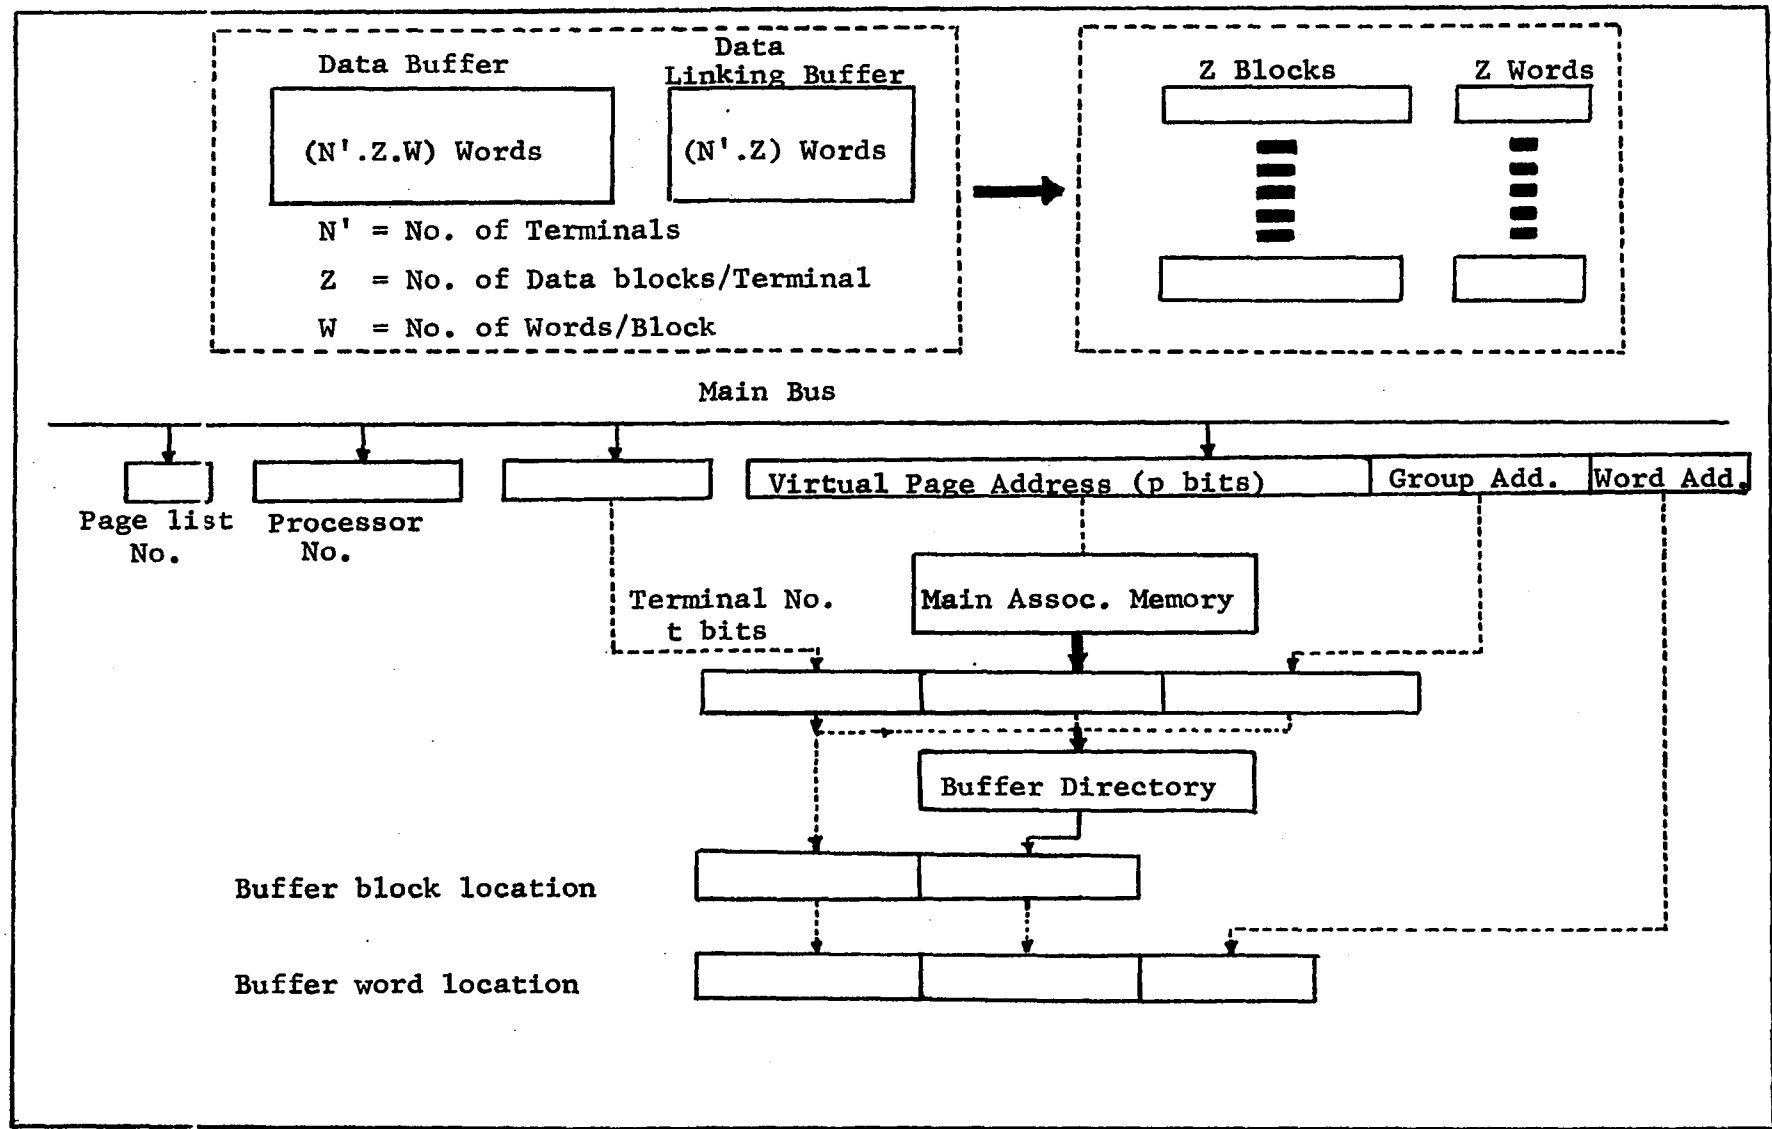 Data Buffer
Data
Linking Buffer
Z Blocks
Z Words
(N'.Z.W) Words
(N'.Z) Words
N' = No. of Terminals
Z = No. of Data blocks/Terminal
W = No. of Words/Block
Main Bus
Virtual Page Address (p bits)
Group Add.
Word Add.
Page list
No.
Processor
No.
Terminal No.
t bits
Main Assoc. Memory
Buffer Directory
Buffer block location
Buffer word location